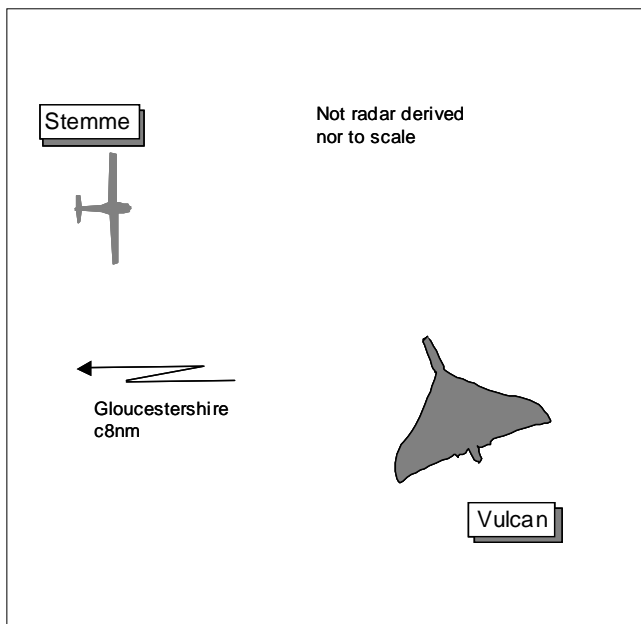 Stemme
Not radar derived
nor to scale
Gloucestershire
c8nm
Vulcan